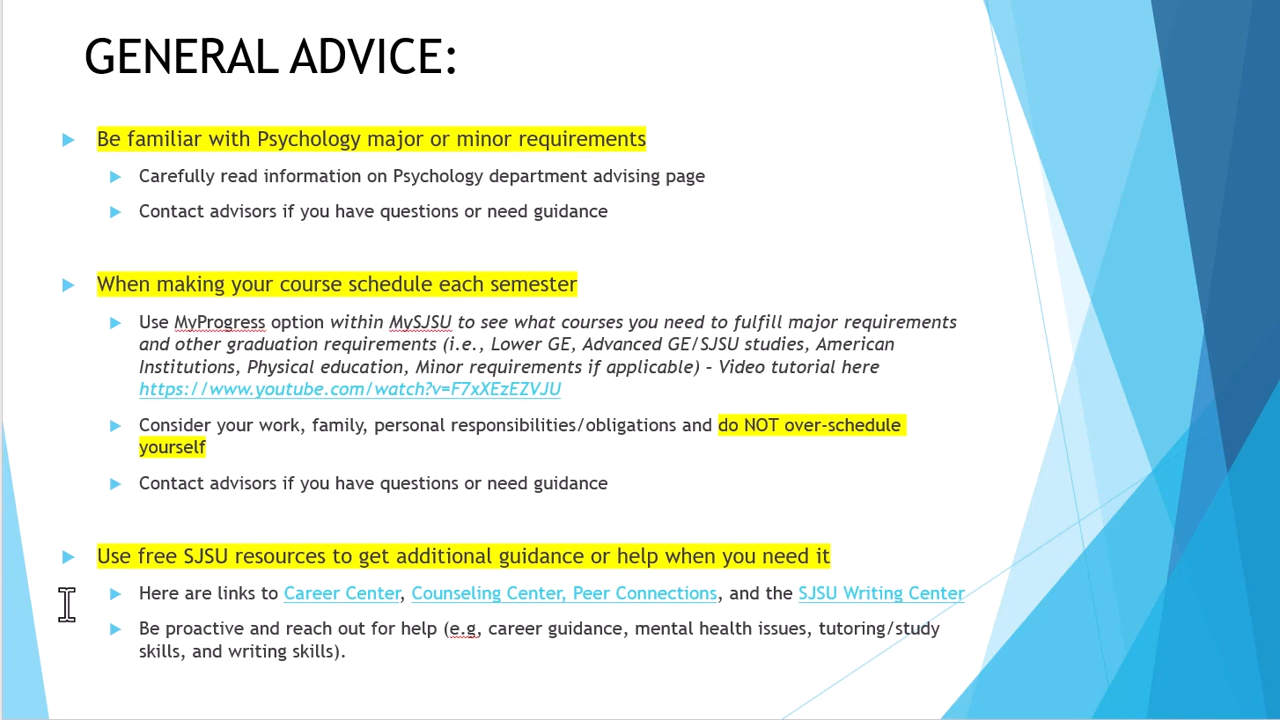 GENERAL ADVICE:
Be familiar with Psychology major or minor requirements
Carefully read information on Psychology department advising page
Contact advisors if you have questions or need guidance
When making your course schedule each semester
Use MyProgress option within MySJSU to see what courses you need to fulfill major requirements
and other graduation requirements (i.e., Lower GE, Advanced GE/SJSU studies, American
Institutions, Physical education, Minor requirements if applicable) – Video tutorial here
https://www.youtube.com/watch?v=F7xXEzEZVJU
Consider your work, family, personal responsibilities/obligations and do NOT over-schedule
yourself
Contact advisors if you have questions or need guidance
Use free SJSU resources to get additional guidance or help when you need it
Here are links to Career Center, Counseling Center, Peer Connections, and the SJSU Writing Center
Be proactive and reach out for help (e.g, career guidance, mental health issues, tutoring/study
skills, and writing skills).